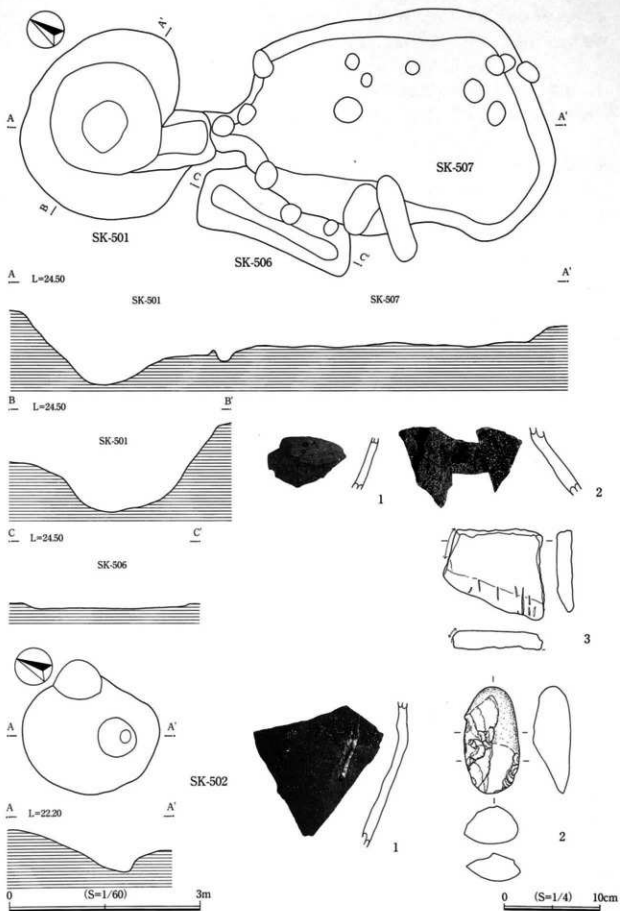 A'
A
A'
SK-507
B
C
SK-501
SK-506
C'
A L=24.50 A'
SK-501 SK-507
B L=24.50 B'
SK-501
1
2
C L=24.50 C'
SK-506
3
A A'
SK-502
A L=22.20 A'
1
2
0 (S=1/60) 3m
0 (S=1/4) 10cm